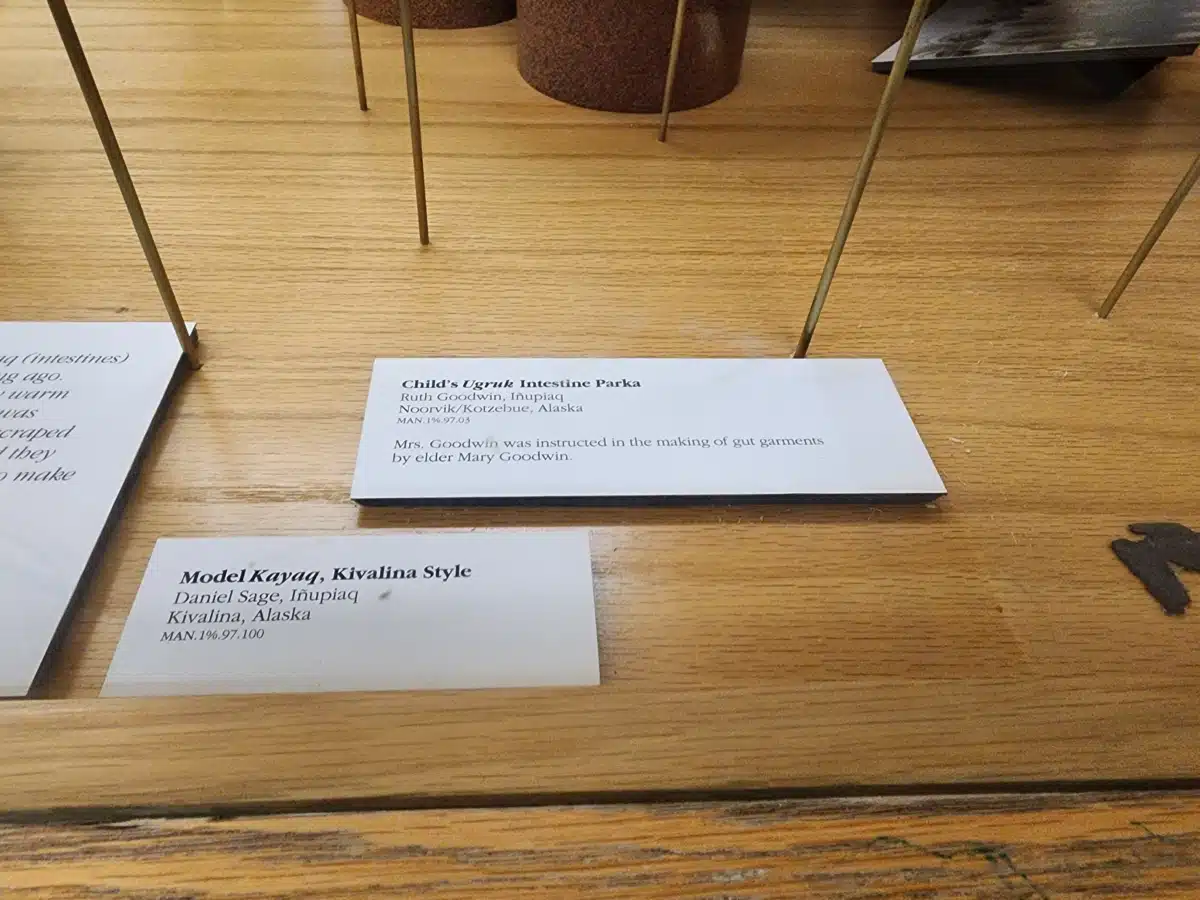 (intestines)
ago.
warm
was
scraped
they
make
Child's Ugruk Intestine Parka
Ruth Goodwin, Iñupiaq
Noorvik/Kotzebue, Alaska
MAN.1%.97.03
Mrs. Goodwin was instructed in the making of gut garments
by elder Mary Goodwin.
Model Kayaq, Kivalina Style
Daniel Sage, Iñupiaq
Kivalina, Alaska
MAN.1%.97.100